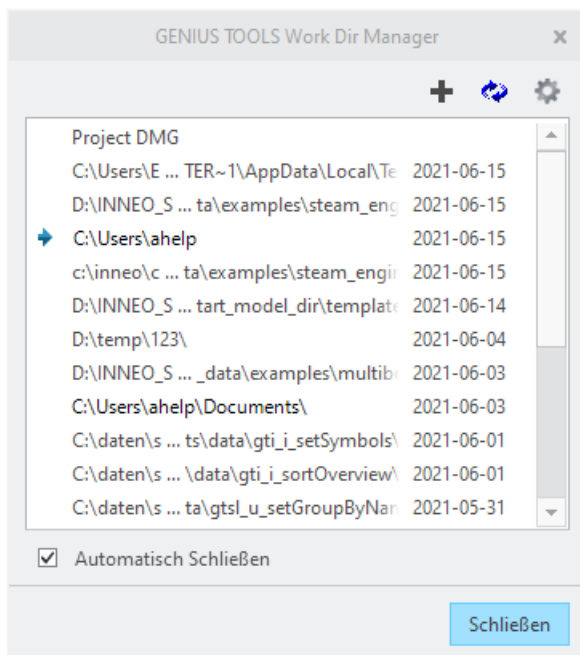 GENIUS TOOLS Work Dir Manager
Project DMG
C:\Users\E ... TER~1\AppData\Local\Te 2021-06-15
D:\INNEO_S ... ta\examples\steam_eng 2021-06-15
C:\Users\ahelp 2021-06-15
c:\inneo\c ... ta\examples\steam_engin 2021-06-15
D:\INNEO_S ... tart_model_dir\template 2021-06-14
D:\temp\123\ 2021-06-04
D:\INNEO_S ... _data\examples\multib 2021-06-03
C:\Users\ahelp\Documents\ 2021-06-03
C:\daten\s ... ts\data\gti_i_setSymbols\ 2021-06-01
C:\daten\s ... \data\gti_i_sortOverview\ 2021-06-01
C:\daten\s ... ta\gtsl_u_setGroupByNan 2021-05-31
Automatisch Schließen
Schließen